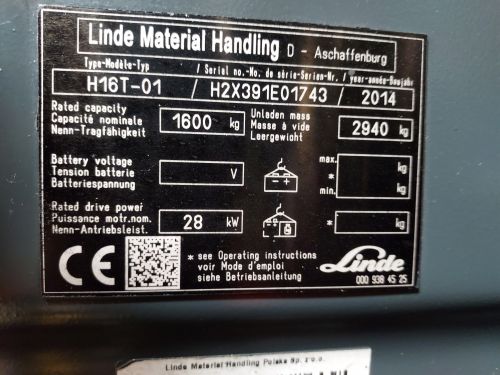 Linde Material Handling D - Aschaffenburg
Type-Modèle-Typ / Serial no.-No. de série-Serien-Nr. / year-année-Baujahr
H16T-01 / H2X391E01743 / 2014
Rated capacity
Capacité nominale
Nenn-Tragfähigkeit
1600 kg
Unladen mass
Masse à vide
Leergewicht
2940 kg
Battery voltage
Tension batterie
Batteriespannung
V
- +
max.
*
min.
kg
kg
Rated drive power
Puissance motr.nom.
Nenn-Antriebsleist.
28 kW
* kg
CE
* see Operating instructions
voir Mode d'emploi
siehe Betriebsanleitung
Linde
000 938 45 25
Linde Material Handling Polska Sp. z o.o.